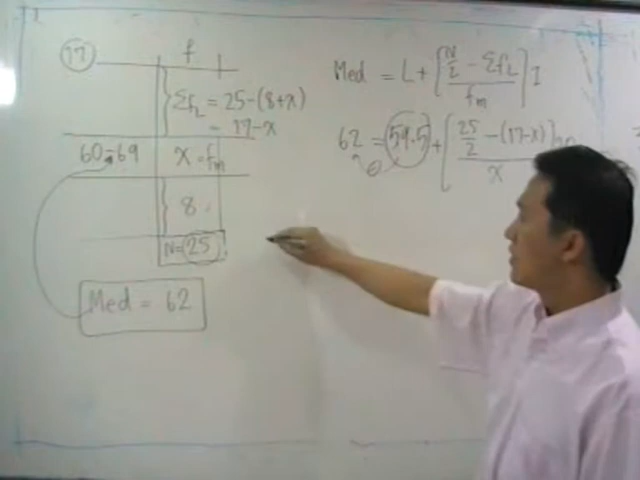 17
f
Σf_L = 25-(8+x)
= 17-x
60-69
x = f_m
8
N=25
Med = 62
Med = L + [N/2 - Σf_L / f_m] I
62 = 59.5 + [25/2 -(17-x) / x]